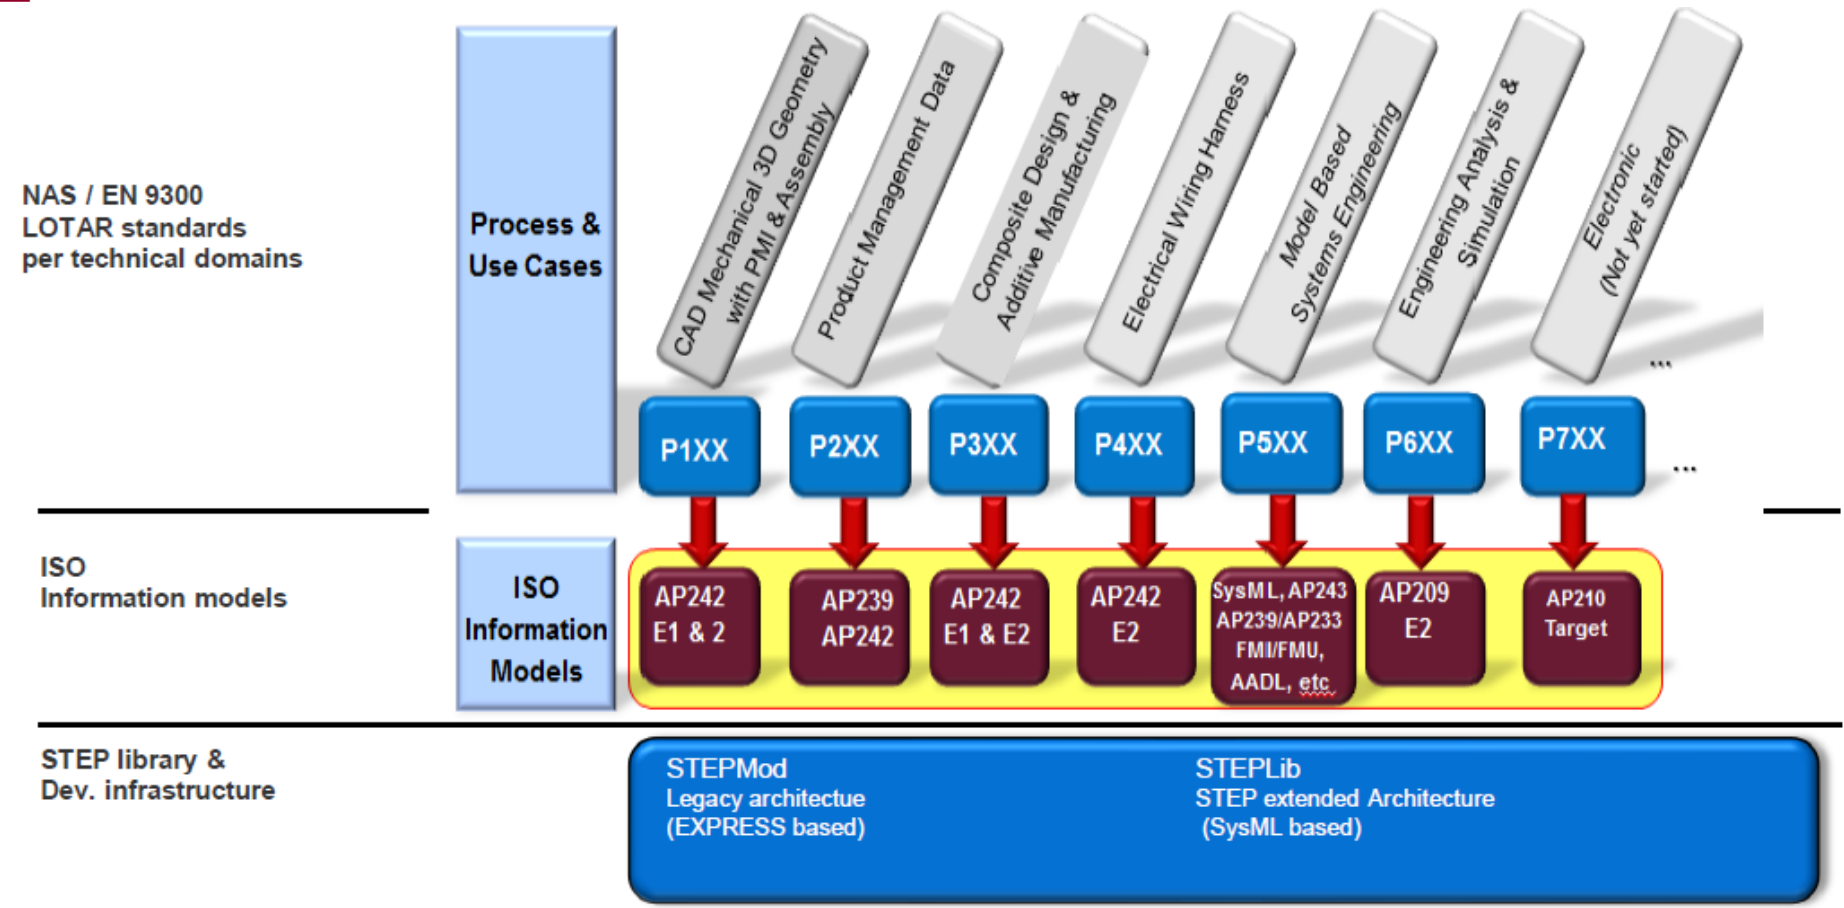 NAS / EN 9300
LOTAR standards
per technical domains
Process &
Use Cases
CAD Mechanical 3D Geometry
with PMI & Assembly
Product Management Data
Composite Design &
Additive Manufacturing
Electrical Wiring Harness
Model Based
Systems Engineering
Engineering Analysis &
Simulation
Electronic
(Not yet started)
...
P1XX
P2XX
P3XX
P4XX
P5XX
P6XX
P7XX
...
ISO
Information models
ISO
Information
Models
AP242
E1 & 2
AP239
AP242
AP242
E1 & E2
AP242
E2
SysML, AP243
AP239/AP233
FMI/FMU,
AADL, etc
AP209
E2
AP210
Target
STEP library &
Dev. infrastructure
STEPMod
Legacy architectue
(EXPRESS based)
STEPLib
STEP extended Architecture
(SysML based)